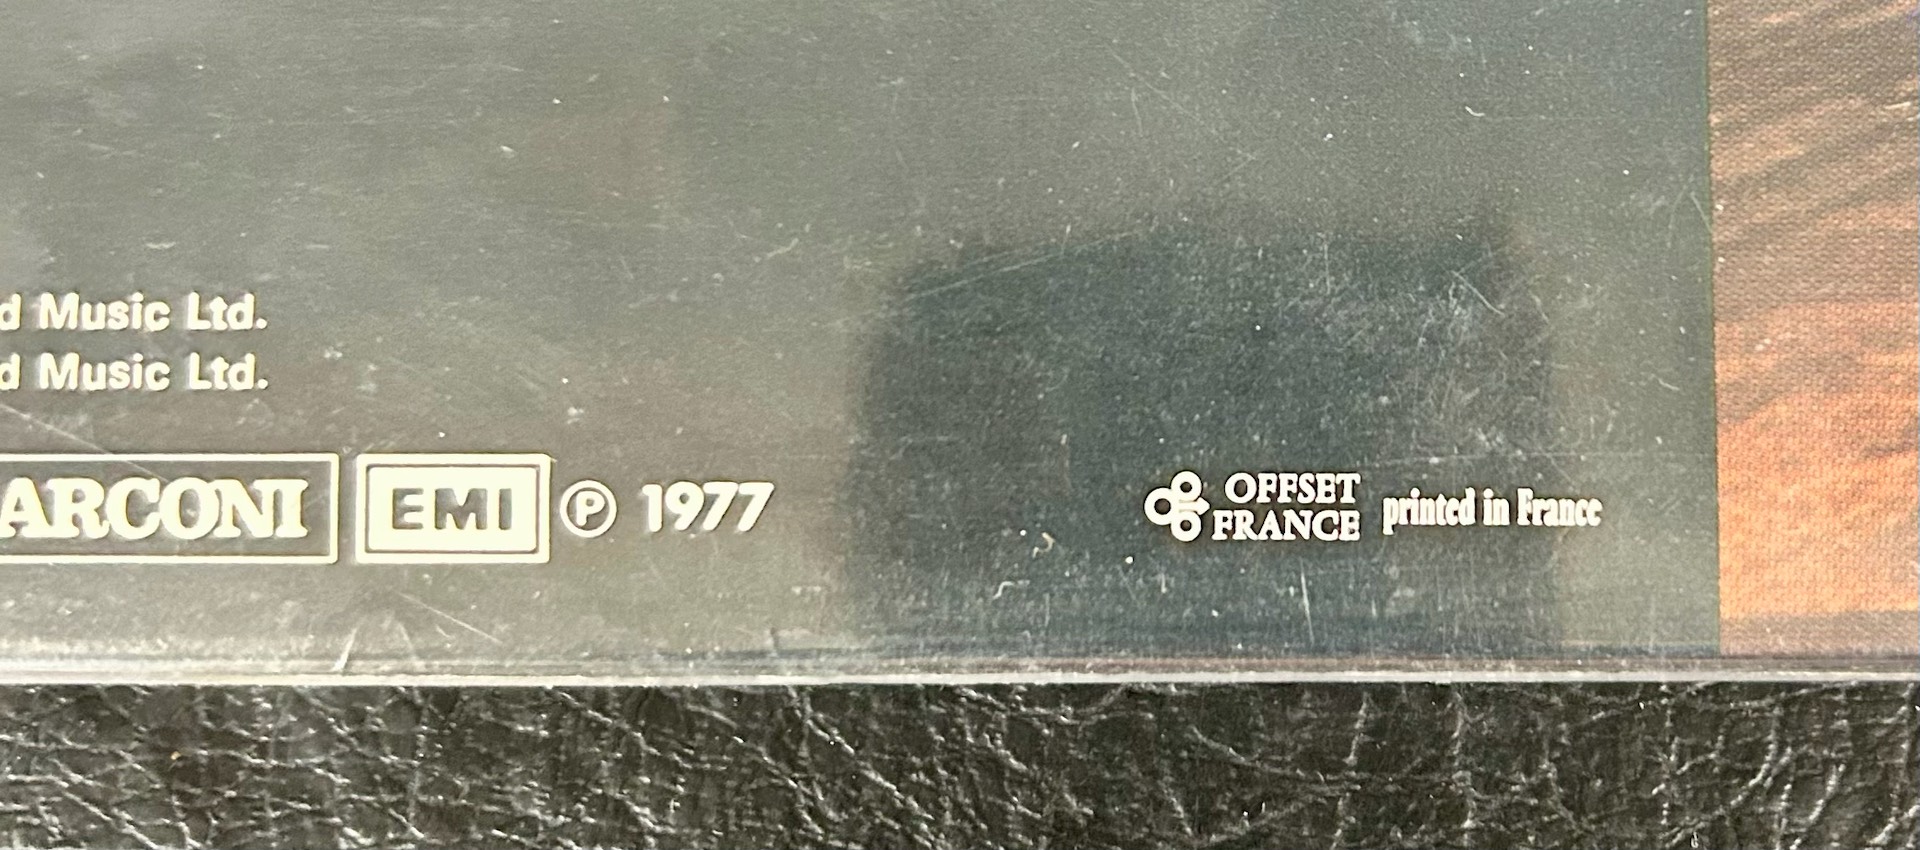 d Music Ltd.
d Music Ltd.
ARCONI EMI ℗ 1977
OFFSET
FRANCE printed in France